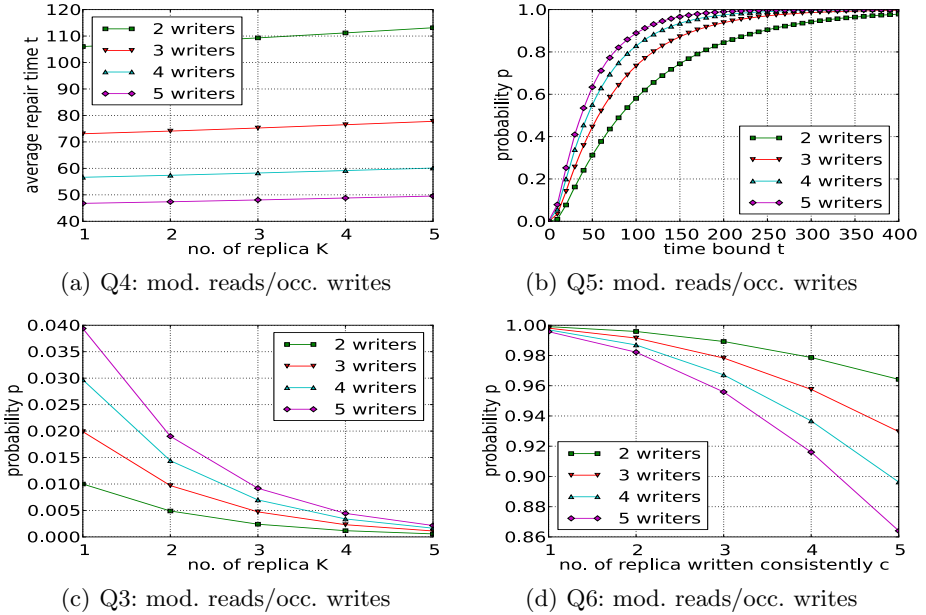 120
110
100
90
80
70
60
50
40
average repair time t
2 writers
3 writers
4 writers
5 writers
1 2 3 4 5
no. of replica K
(a) Q4: mod. reads/occ. writes
1.0
0.8
0.6
0.4
0.2
0.0
probability p
2 writers
3 writers
4 writers
5 writers
0 50 100 150 200 250 300 350 400
time bound t
(b) Q5: mod. reads/occ. writes
0.040
0.035
0.030
0.025
0.020
0.015
0.010
0.005
0.000
probability p
2 writers
3 writers
4 writers
5 writers
1 2 3 4 5
no. of replica K
(c) Q3: mod. reads/occ. writes
1.00
0.98
0.96
0.94
0.92
0.90
0.88
0.86
probability p
2 writers
3 writers
4 writers
5 writers
1 2 3 4 5
no. of replica written consistently c
(d) Q6: mod. reads/occ. writes